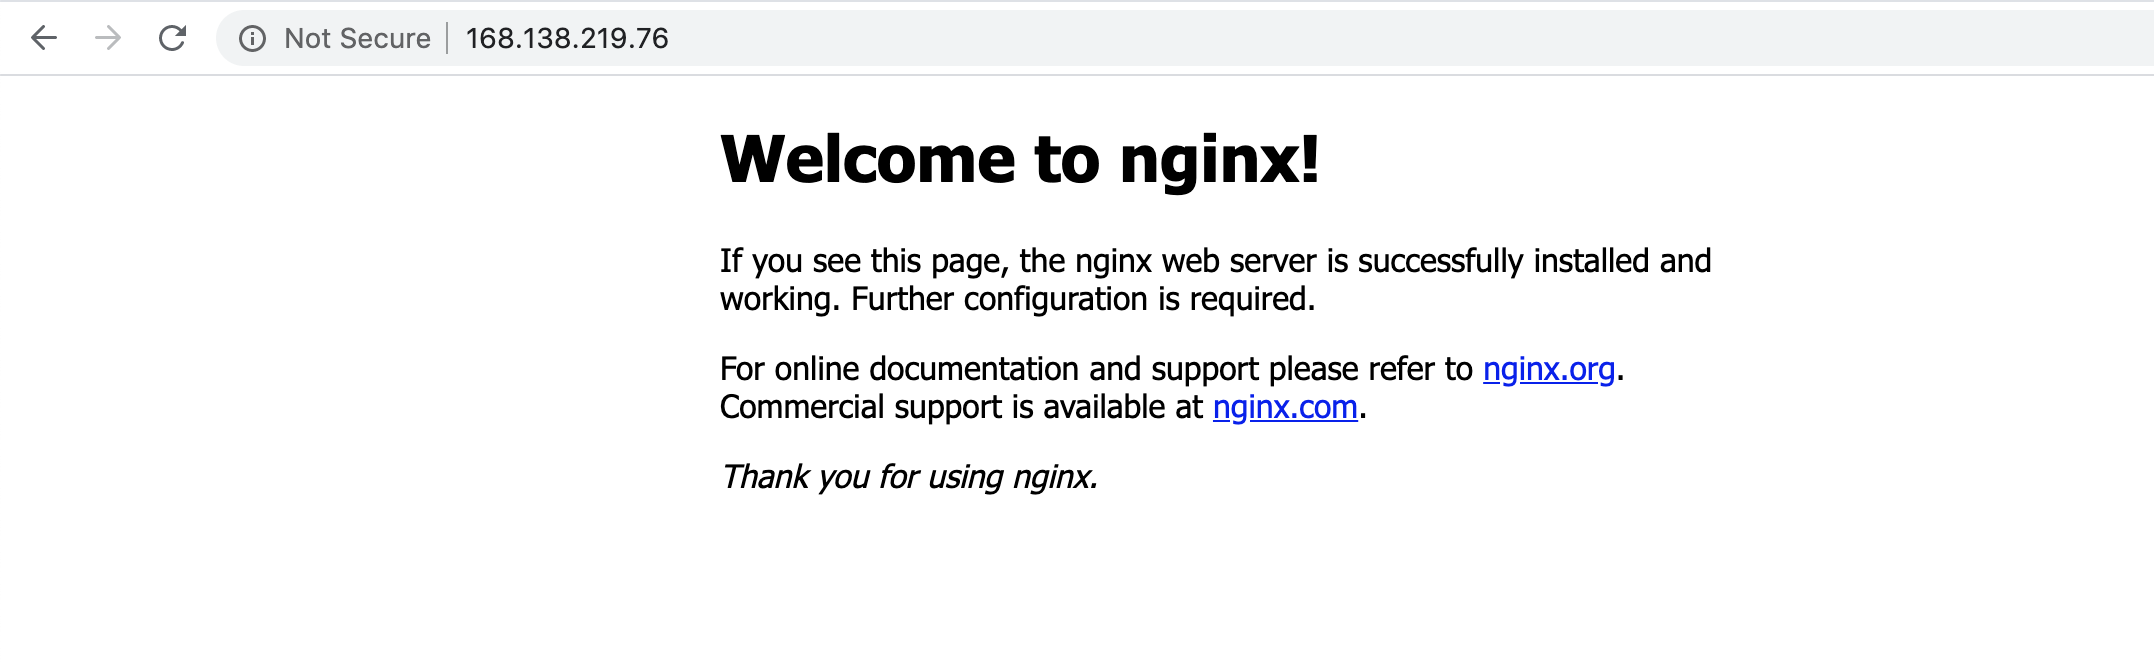 Not Secure 168.138.219.76
Welcome to nginx!
If you see this page, the nginx web server is successfully installed and
working. Further configuration is required.
For online documentation and support please refer to nginx.org.
Commercial support is available at nginx.com.
Thank you for using nginx.